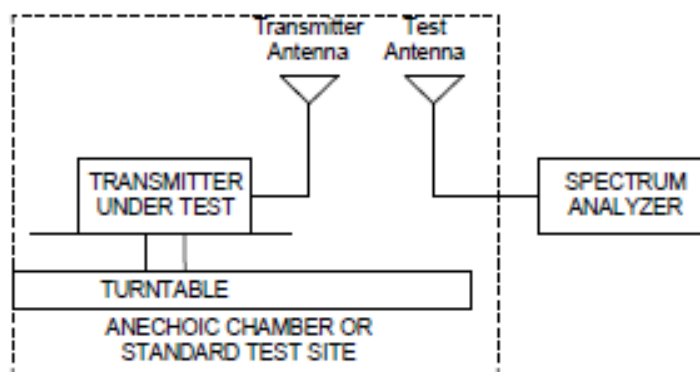 Transmitter
Antenna
Test
Antenna
TRANSMITTER
UNDER TEST
SPECTRUM
ANALYZER
TURNTABLE
ANECHOIC CHAMBER OR
STANDARD TEST SITE